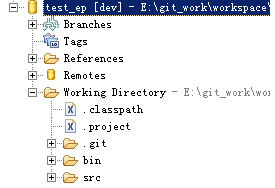 test_ep [dev] - E:\git_work\workspace\
Branches
Tags
References
Remotes
Working Directory - E:\git_work\wor
.classpath
.project
.git
bin
src